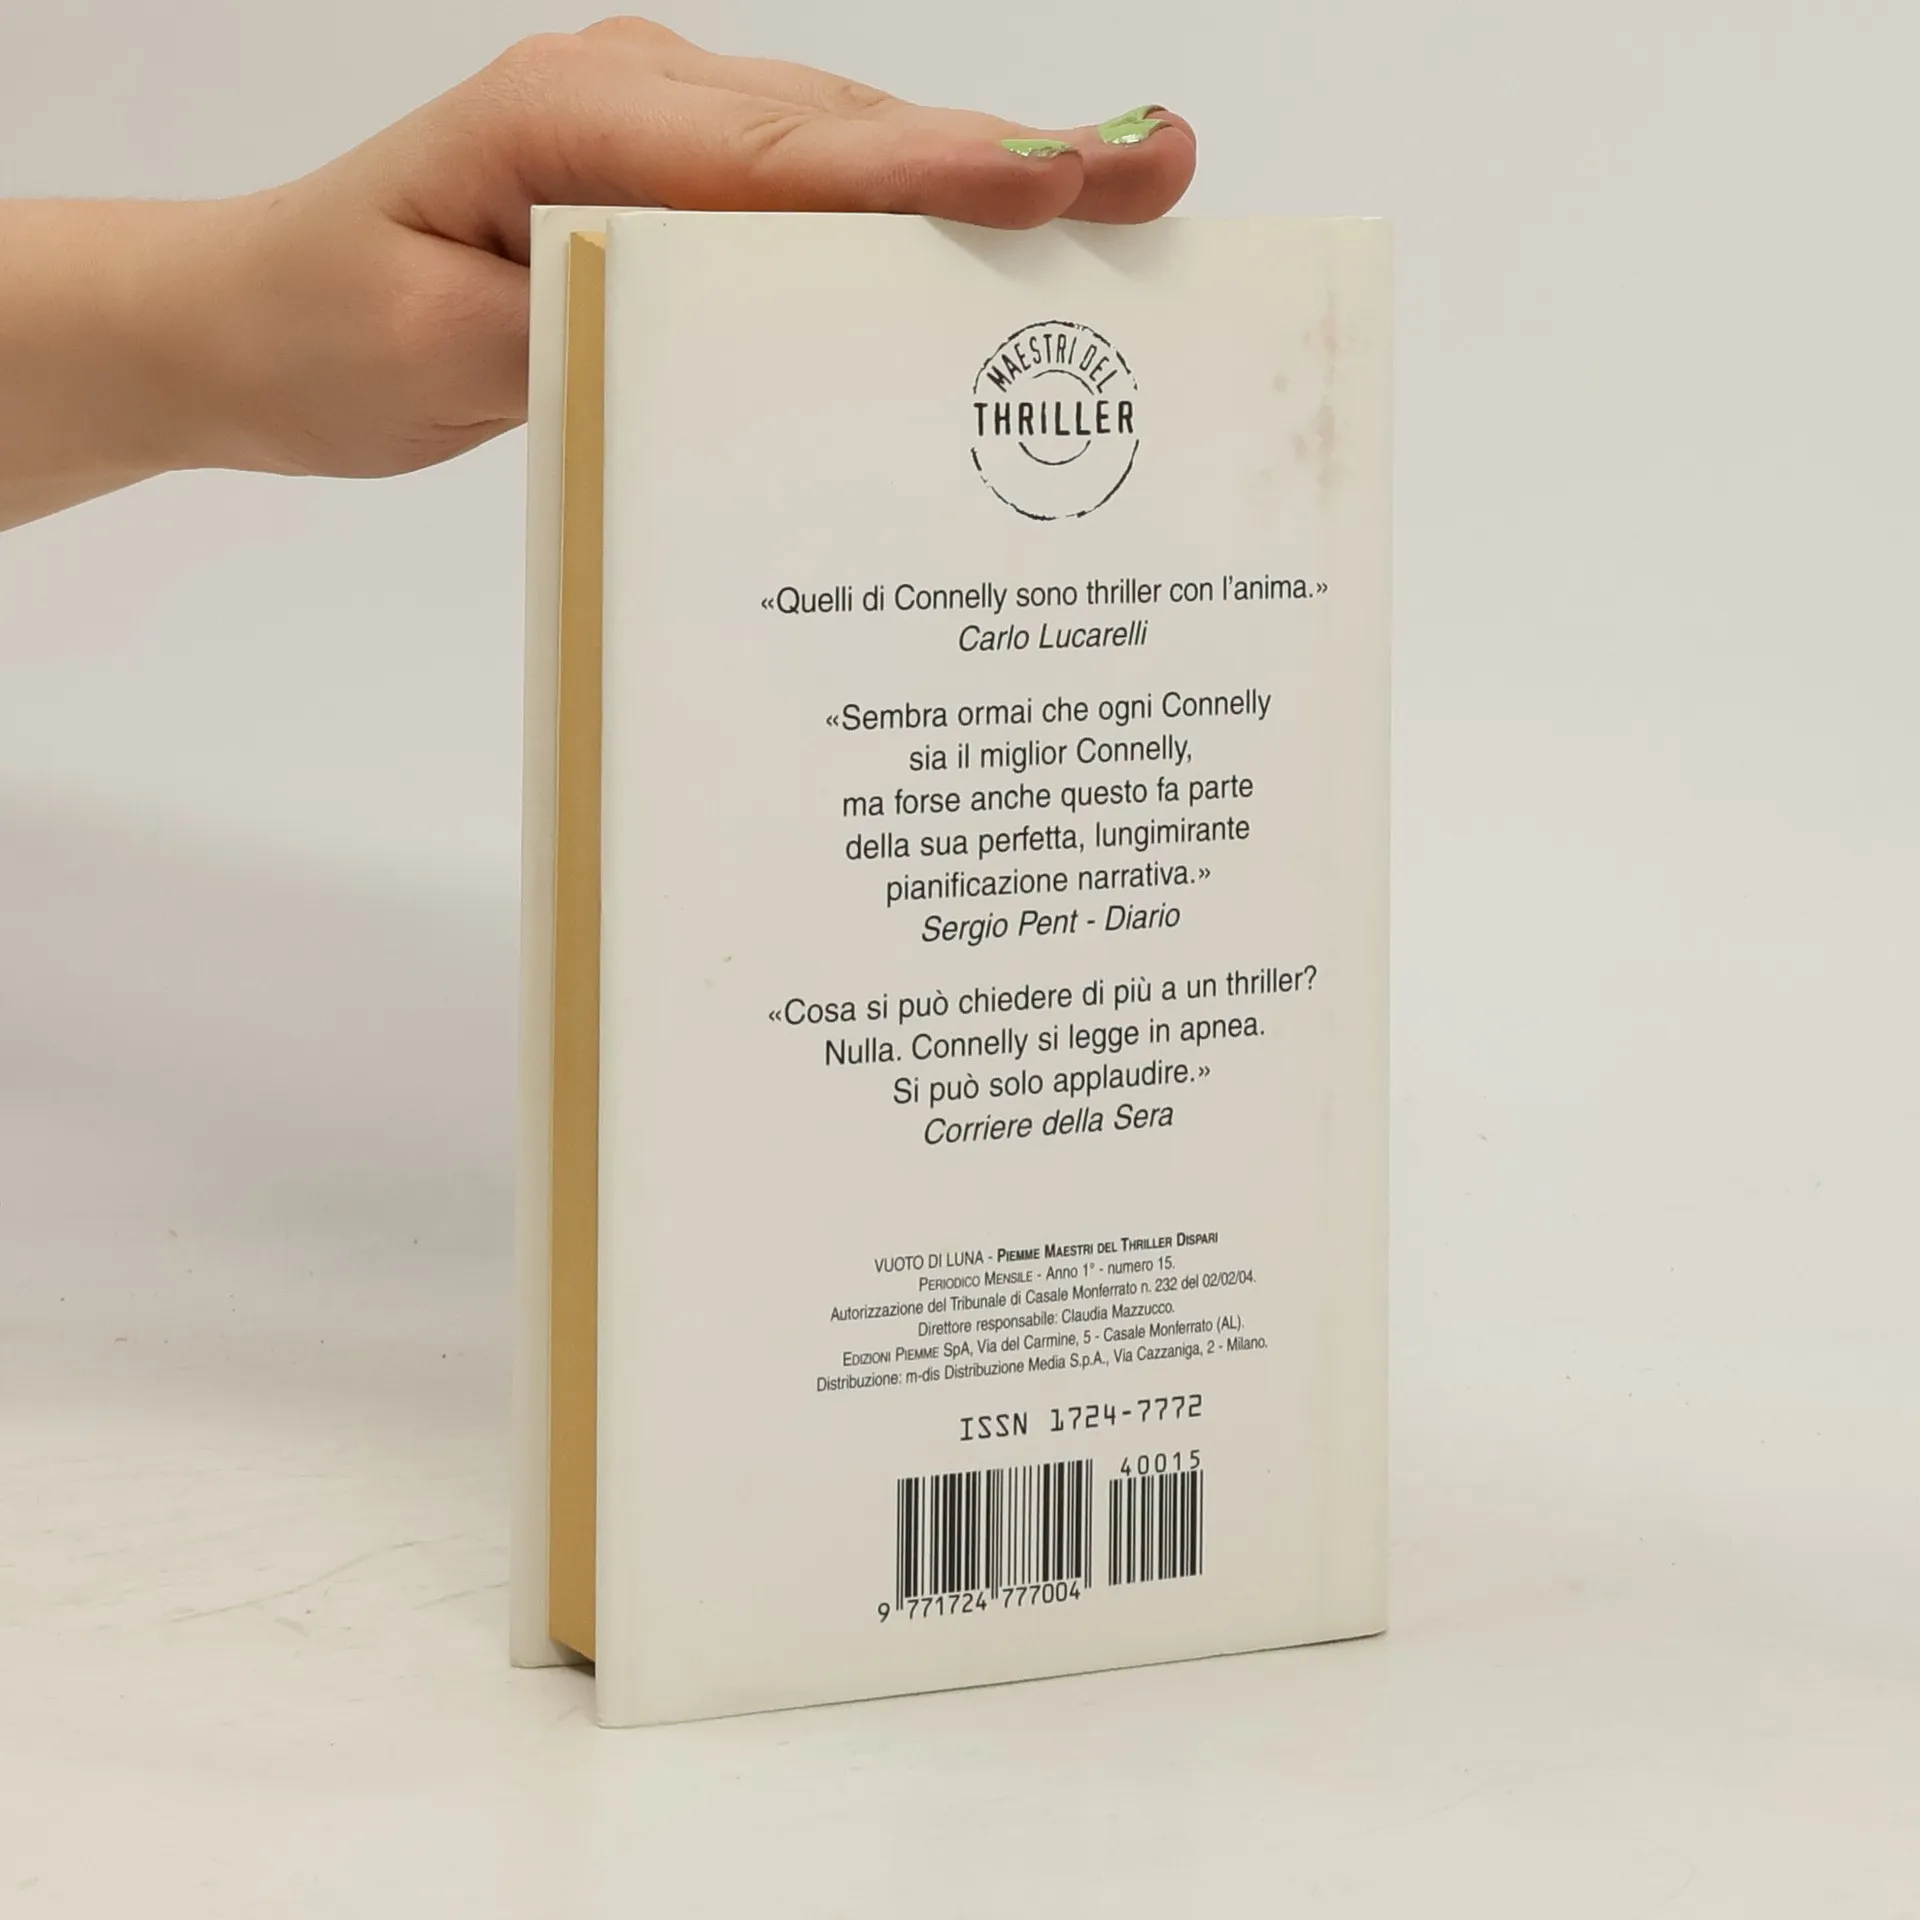 MAESTRI DEL
THRILLER
«Quelli di Connelly sono thriller con l'anima.»
Carlo Lucarelli
«Sembra ormai che ogni Connelly
sia il miglior Connelly,
ma forse anche questo fa parte
della sua perfetta, lungimirante
pianificazione narrativa.»
Sergio Pent - Diario
«Cosa si può chiedere di più a un thriller?
Nulla. Connelly si legge in apnea.
Si può solo applaudire.»
Corriere della Sera
VUOTO DI LUNA - PIEMME MAESTRI DEL THRILLER DISPARI
PERIODICO MENSILE - Anno 1° - numero 15.
Autorizzazione del Tribunale di Casale Monferrato n. 232 del 02/02/04.
Direttore responsabile: Claudia Mazzucco.
EDIZIONI PIEMME SpA, Via del Carmine, 5 - Casale Monferrato (AL).
Distribuzione: m-dis Distribuzione Media S.p.A., Via Cazzaniga, 2 - Milano.
ISSN 1724-7772
40015
9 771724 777004